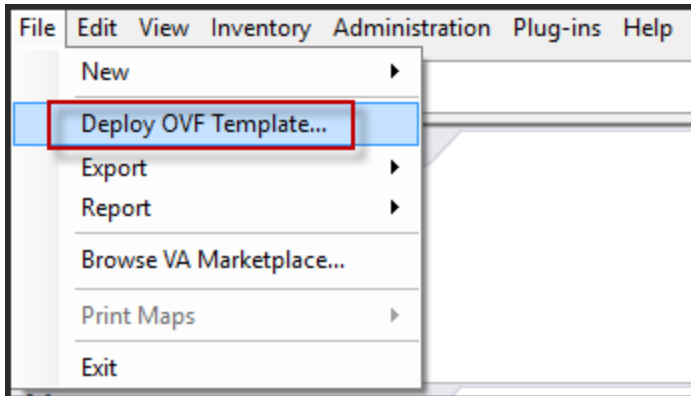 File Edit View Inventory Administration Plug-ins Help
New
Deploy OVF Template...
Export
Report
Browse VA Marketplace...
Print Maps
Exit